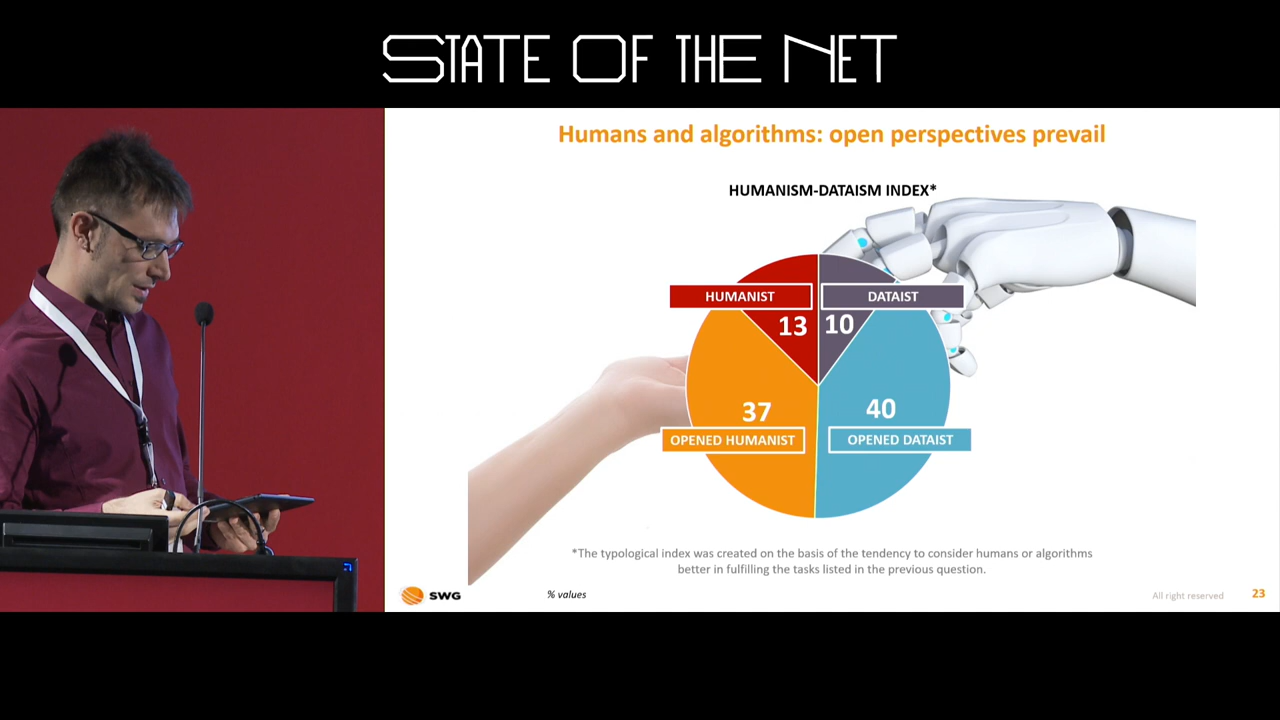 STATE OF THE NET
Humans and algorithms: open perspectives prevail
HUMANISM-DATAISM INDEX*
HUMANIST
DATAIST
13
10
37
40
OPENED HUMANIST
OPENED DATAIST
*The typological index was created on the basis of the tendency to consider humans or algorithms
better in fulfilling the tasks listed in the previous question.
SWG
% values
All right reserved
23